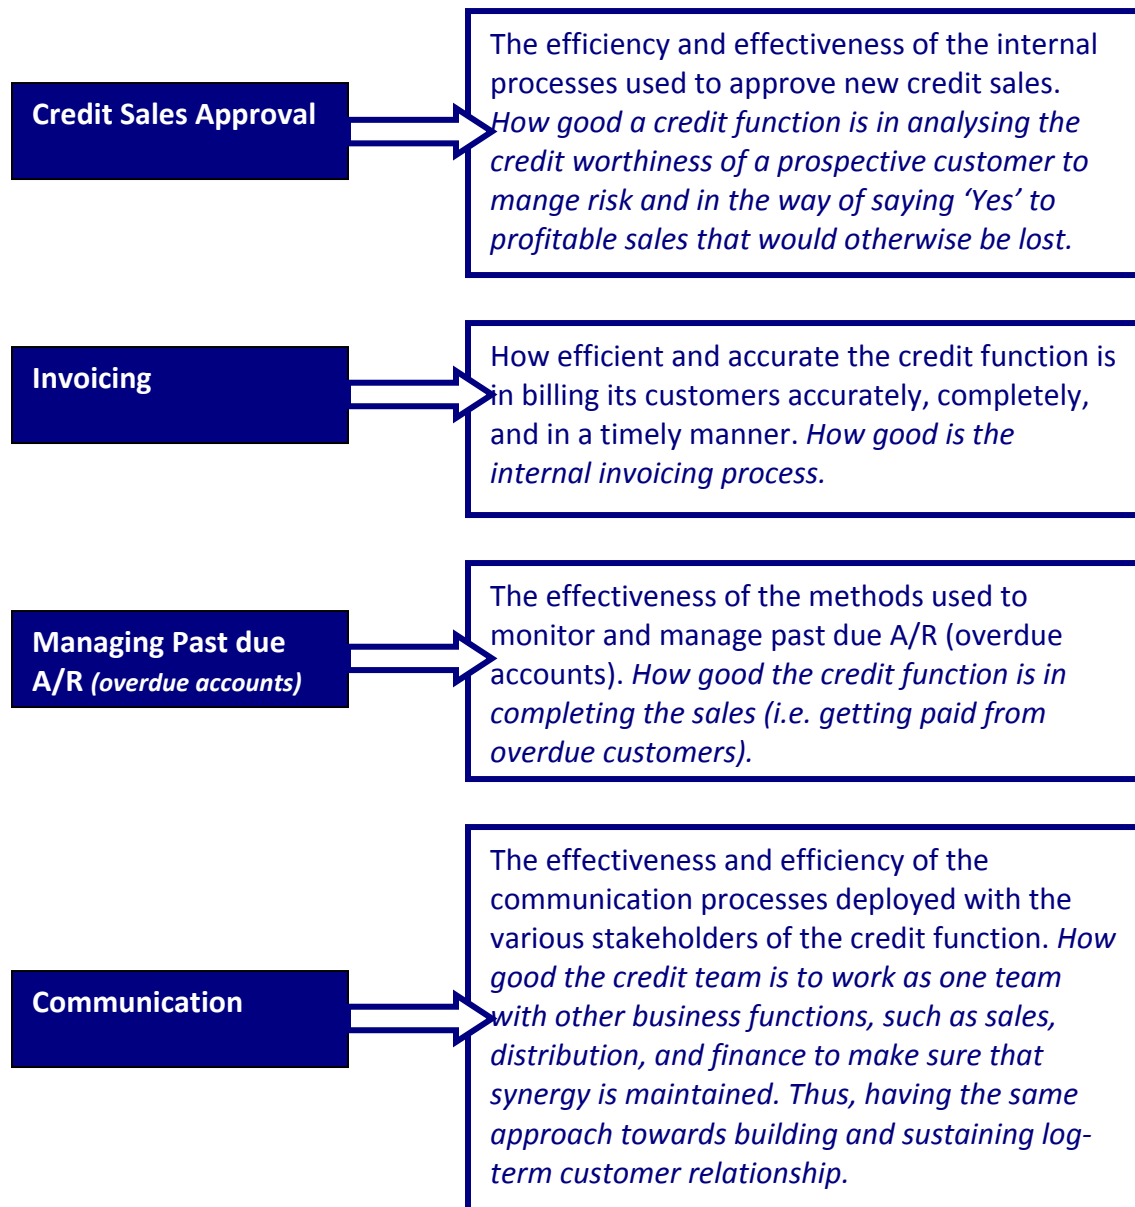 Credit Sales Approval
The efficiency and effectiveness of the internal
processes used to approve new credit sales.
How good a credit function is in analysing the
credit worthiness of a prospective customer to
mange risk and in the way of saying ‘Yes’ to
profitable sales that would otherwise be lost.
Invoicing
How efficient and accurate the credit function is
in billing its customers accurately, completely,
and in a timely manner. How good is the
internal invoicing process.
Managing Past due
A/R (overdue accounts)
The effectiveness of the methods used to
monitor and manage past due A/R (overdue
accounts). How good the credit function is in
completing the sales (i.e. getting paid from
overdue customers).
Communication
The effectiveness and efficiency of the
communication processes deployed with the
various stakeholders of the credit function. How
good the credit team is to work as one team
with other business functions, such as sales,
distribution, and finance to make sure that
synergy is maintained. Thus, having the same
approach towards building and sustaining log-
term customer relationship.